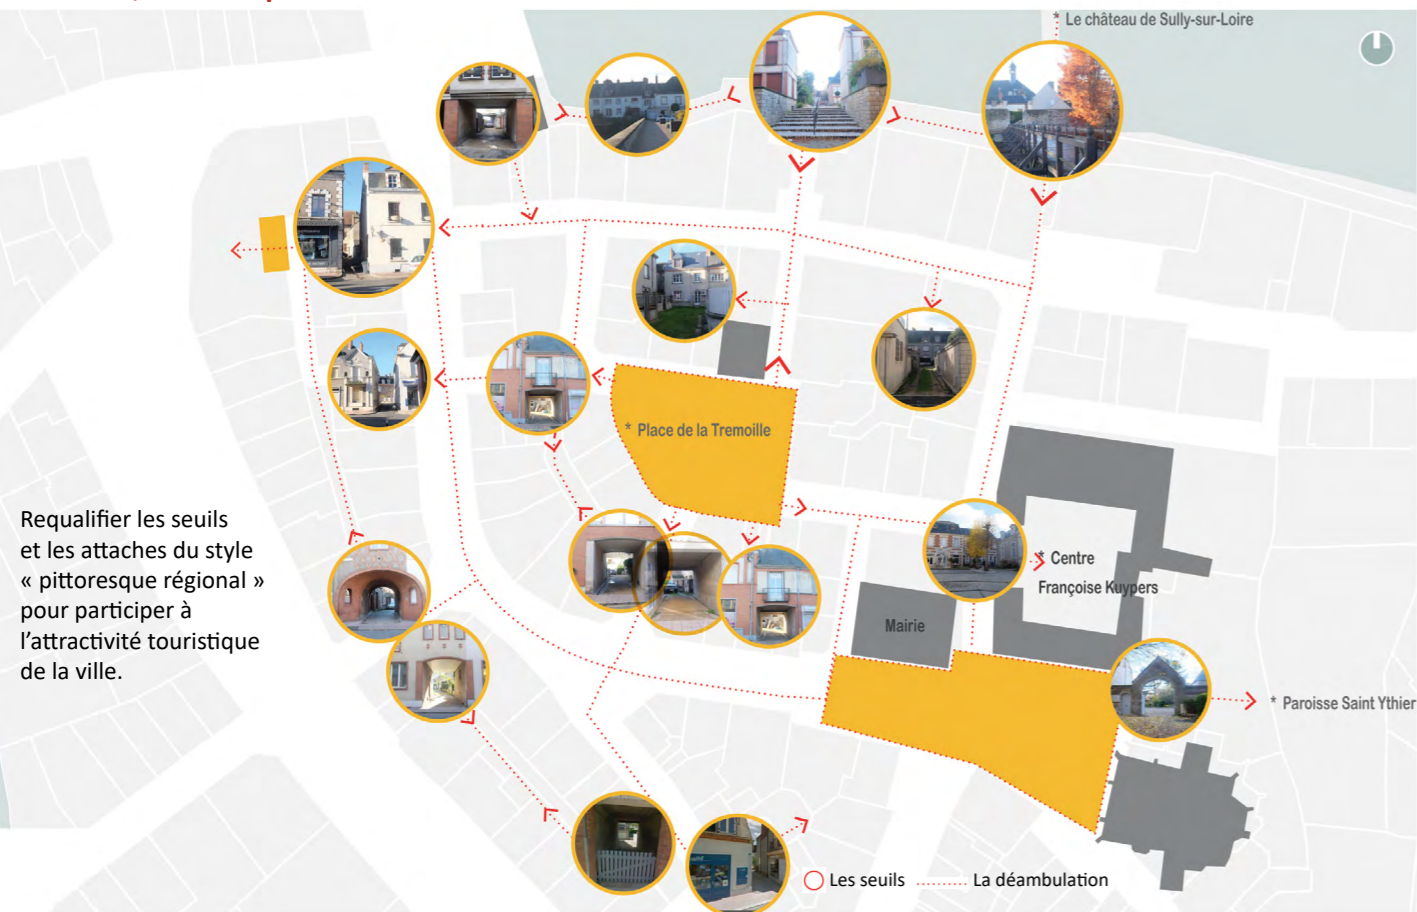 * Le château de Sully-sur-Loire
* Place de la Tremoille
Requalifier les seuils
et les attaches du style
« pittoresque régional »
pour participer à
l'attractivité touristique
de la ville.
* Centre
Françoise Kuypers
Mairie
* Paroisse Saint Ythier
Les seuils
La déambulation